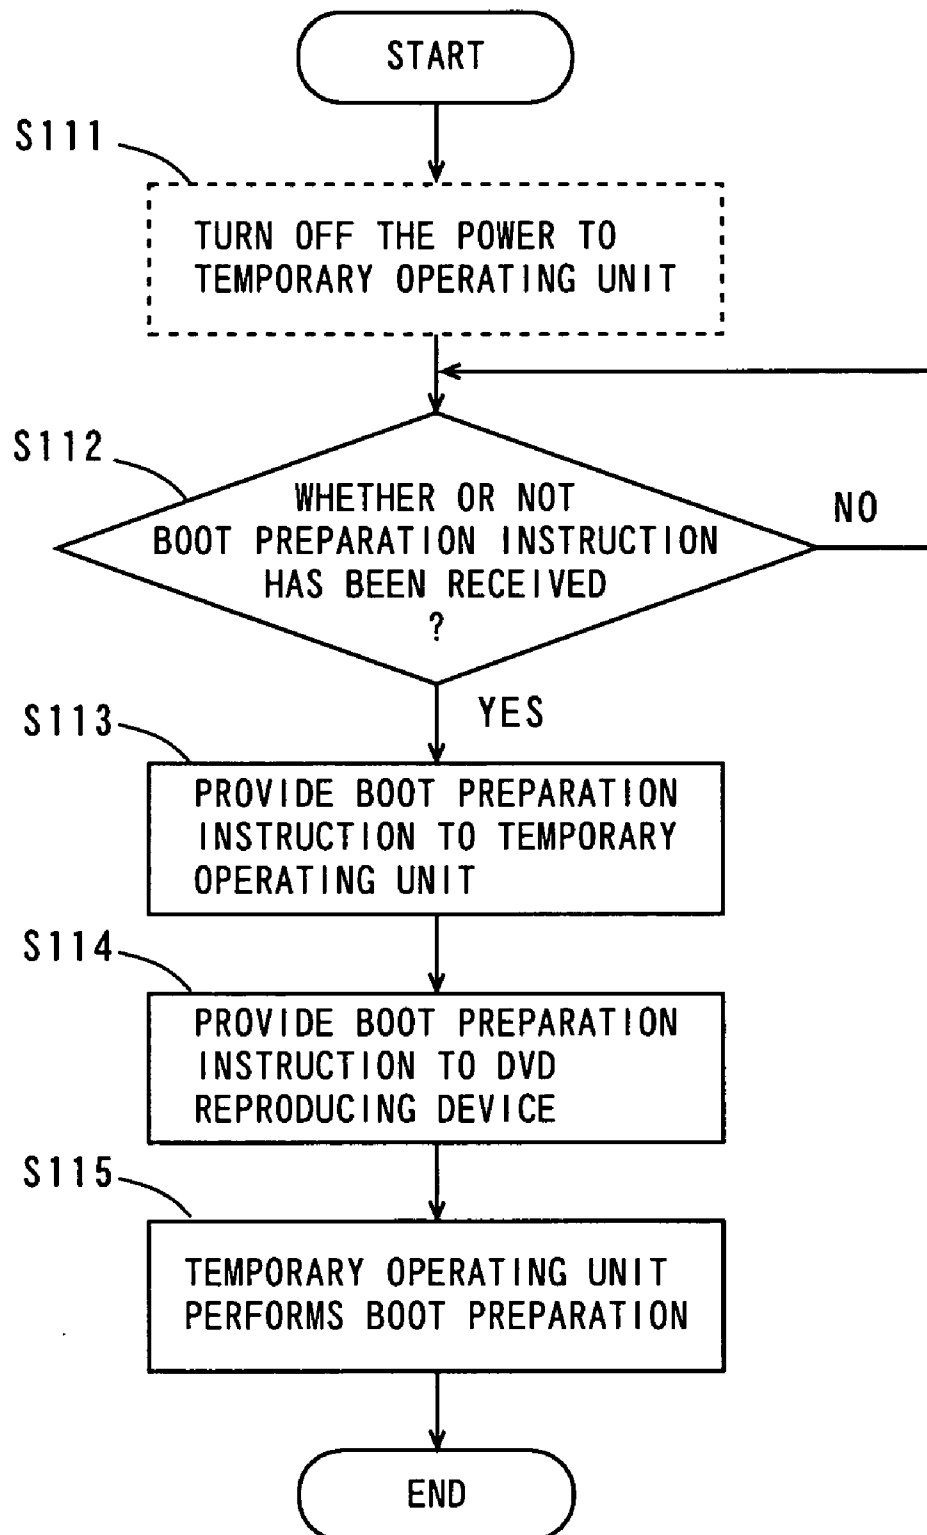 START
S111
TURN OFF THE POWER TO
TEMPORARY OPERATING UNIT
S112
WHETHER OR NOT
BOOT PREPARATION INSTRUCTION
HAS BEEN RECEIVED
?
NO
YES
S113
PROVIDE BOOT PREPARATION
INSTRUCTION TO TEMPORARY
OPERATING UNIT
S114
PROVIDE BOOT PREPARATION
INSTRUCTION TO DVD
REPRODUCING DEVICE
S115
TEMPORARY OPERATING UNIT
PERFORMS BOOT PREPARATION
END